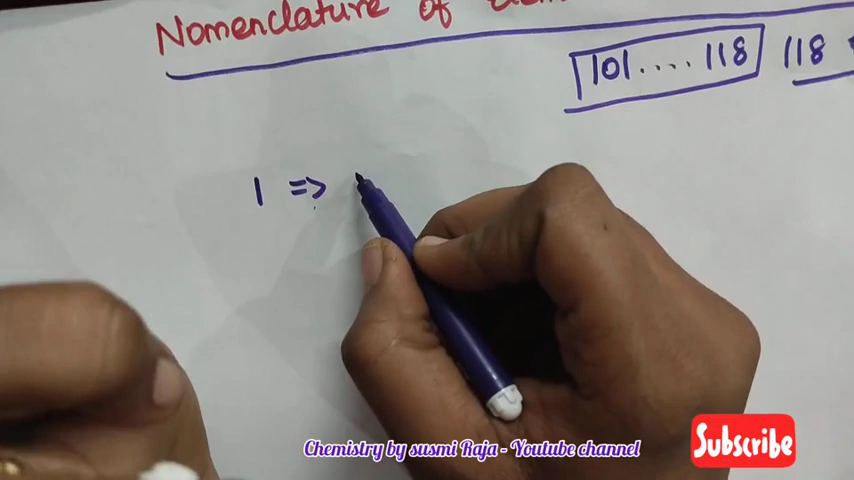 Nomenclature of
101....118 118
1 =>
Chemistry by susmi Raja - Youtube channel
Subscribe